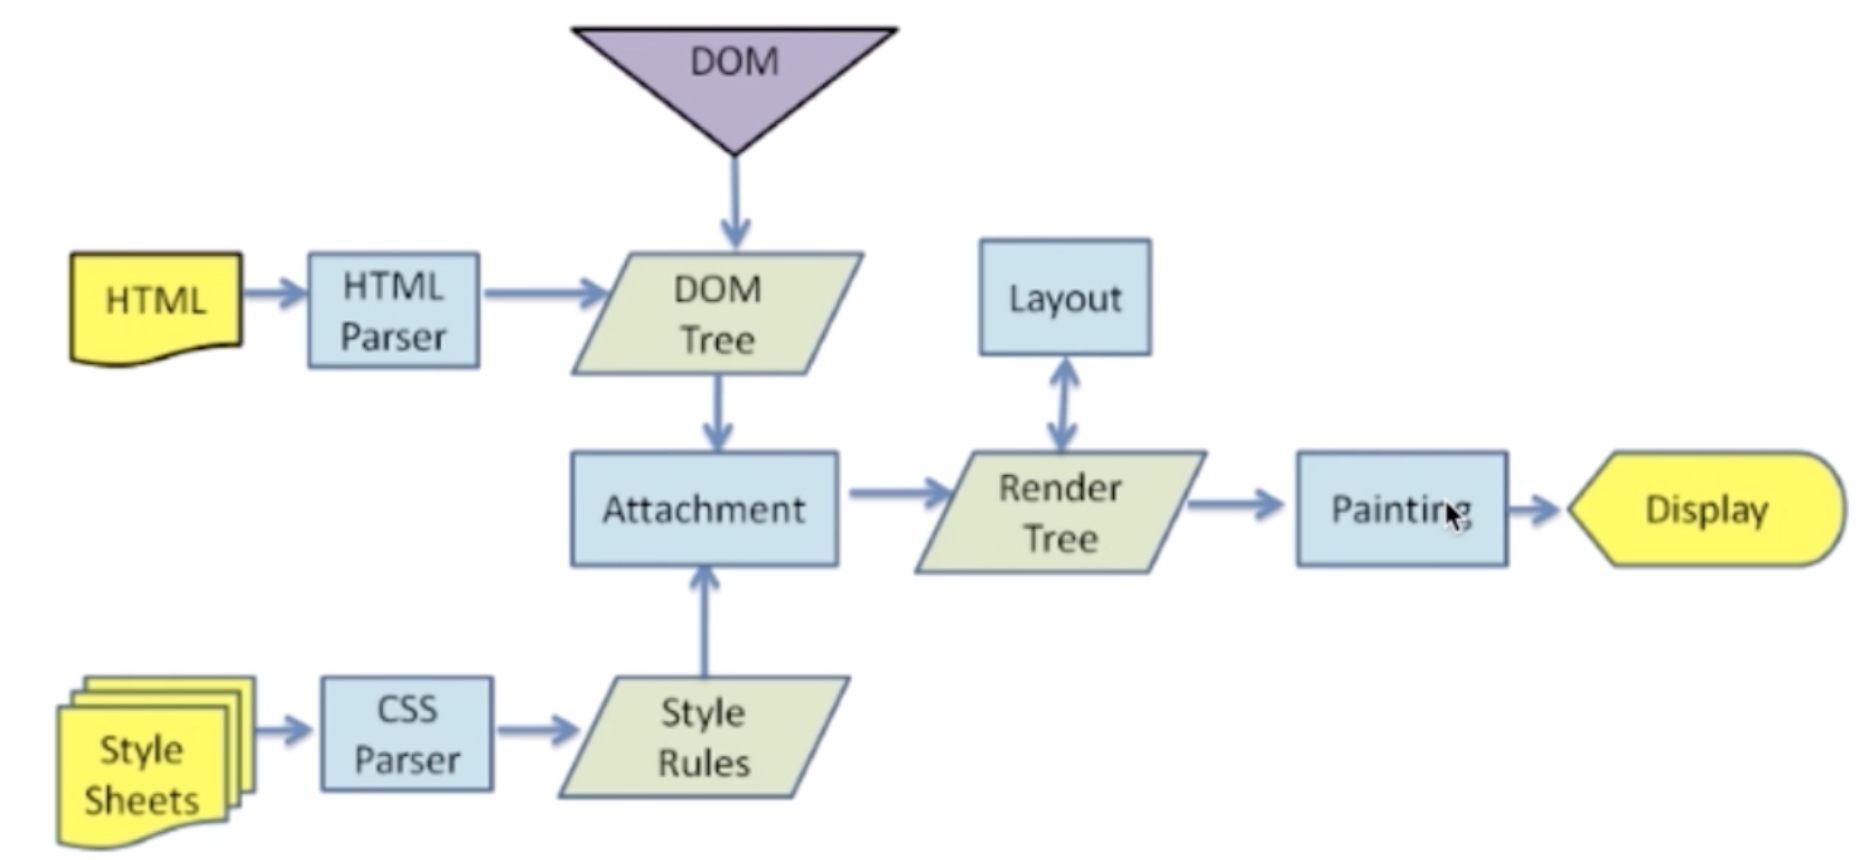 DOM
HTML
HTML
Parser
DOM
Tree
Layout
Attachment
Render
Tree
Painting
Display
Style
Sheets
CSS
Parser
Style
Rules